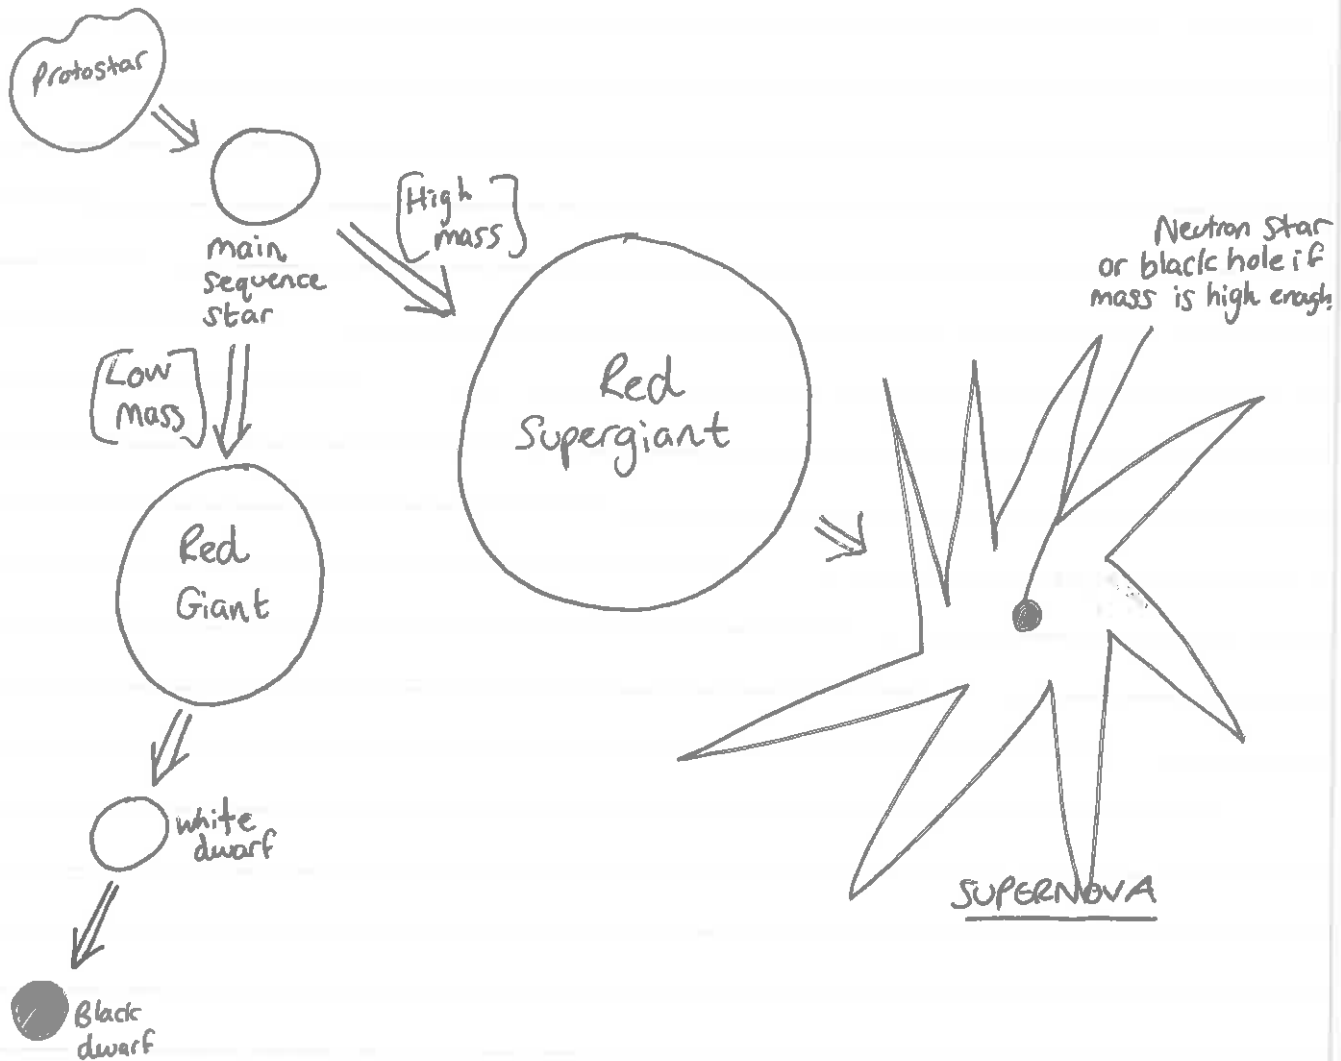 Protostar
main
sequence
star
[High
mass]
[Low
Mass]
Red
Supergiant
Neutron star
or black hole if
mass is high enough
Red
Giant
white
dwarf
Black
dwarf
SUPERNOVA